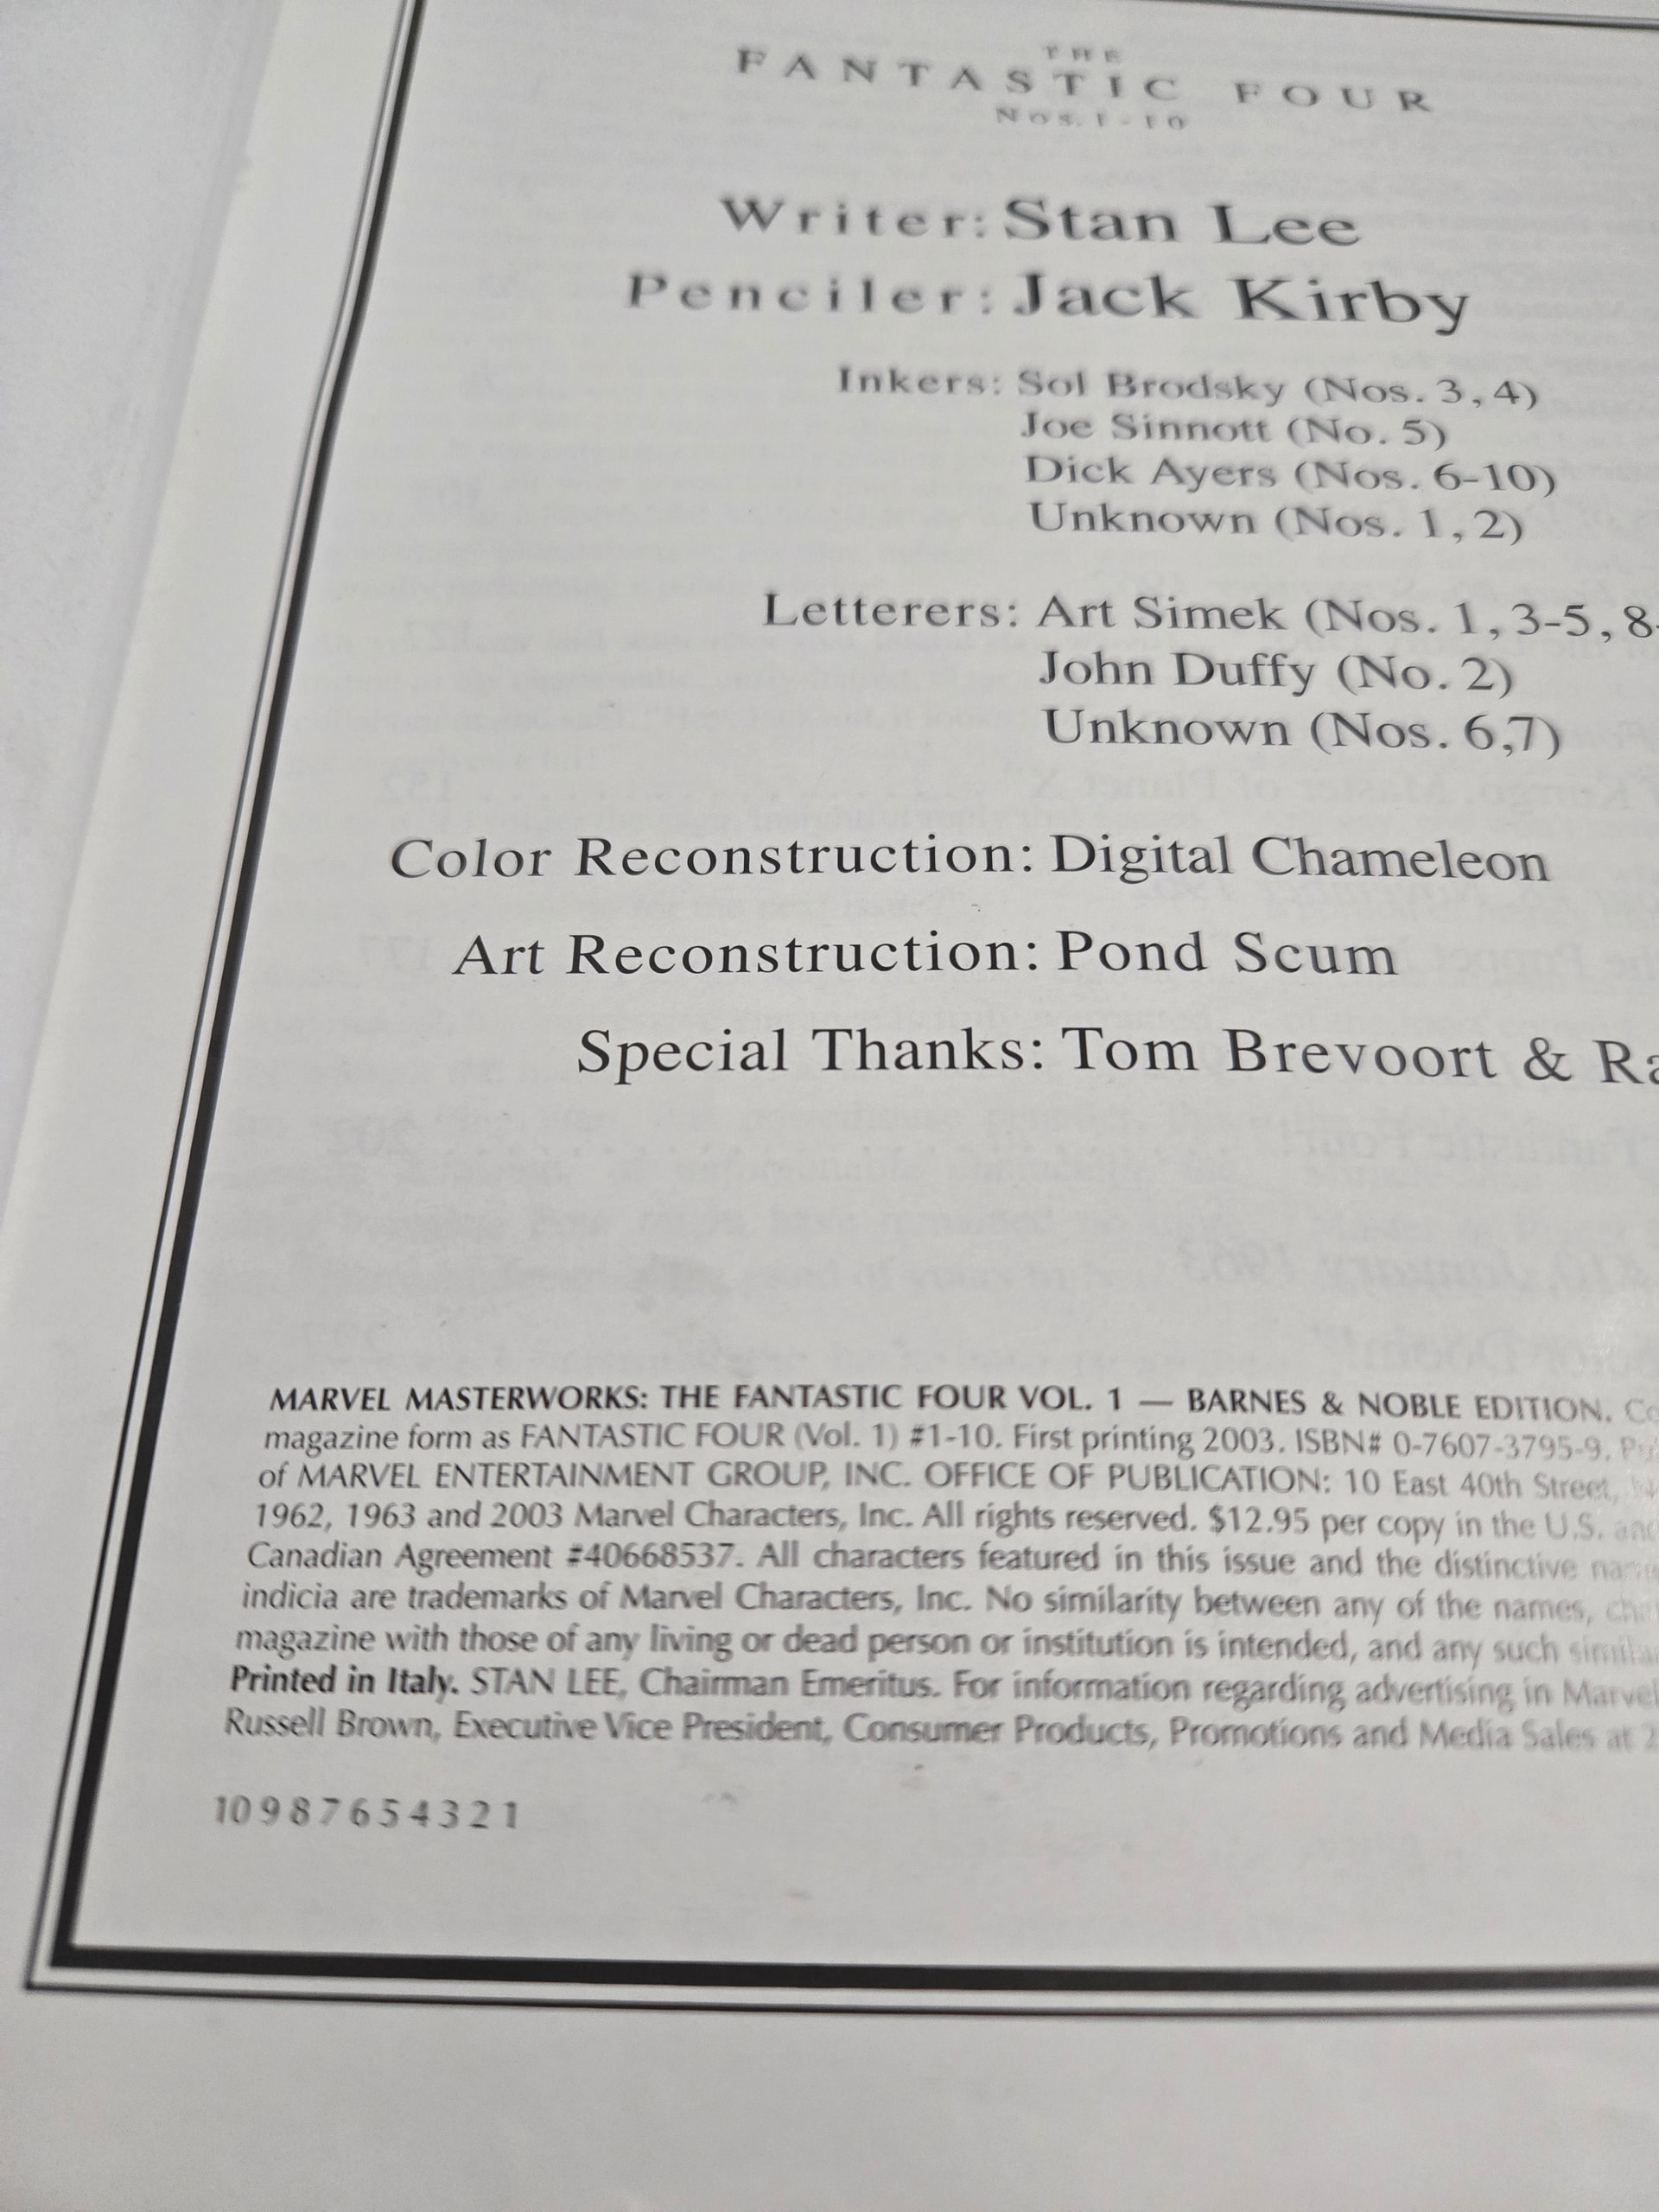 THE
FANTASTIC FOUR
Nos. 1-10
Writer: Stan Lee
Penciler: Jack Kirby
Inkers: Sol Brodsky (Nos. 3, 4)
Joe Sinnott (No. 5)
Dick Ayers (Nos. 6-10)
Unknown (Nos. 1, 2)
Letterers: Art Simek (Nos. 1, 3-5, 8-
John Duffy (No. 2)
Unknown (Nos. 6,7)
Color Reconstruction: Digital Chameleon
Art Reconstruction: Pond Scum
Special Thanks: Tom Brevoort & Ra
MARVEL MASTERWORKS: THE FANTASTIC FOUR VOL. 1 — BARNES & NOBLE EDITION. Co
magazine form as FANTASTIC FOUR (Vol. 1) #1-10. First printing 2003. ISBN# 0-7607-3795-9.
of MARVEL ENTERTAINMENT GROUP, INC. OFFICE OF PUBLICATION: 10 East 40th Street,
1962, 1963 and 2003 Marvel Characters, Inc. All rights reserved. $12.95 per copy in the U.S. and
Canadian Agreement #40668537. All characters featured in this issue and the distinctive
indicia are trademarks of Marvel Characters, Inc. No similarity between any of the names,
magazine with those of any living or dead person or institution is intended, and any such
Printed in Italy. STAN LEE, Chairman Emeritus. For information regarding advertising in Marvel
Russell Brown, Executive Vice President, Consumer Products, Promotions and Media Sales at 2
10 9 8 7 6 5 4 3 2 1